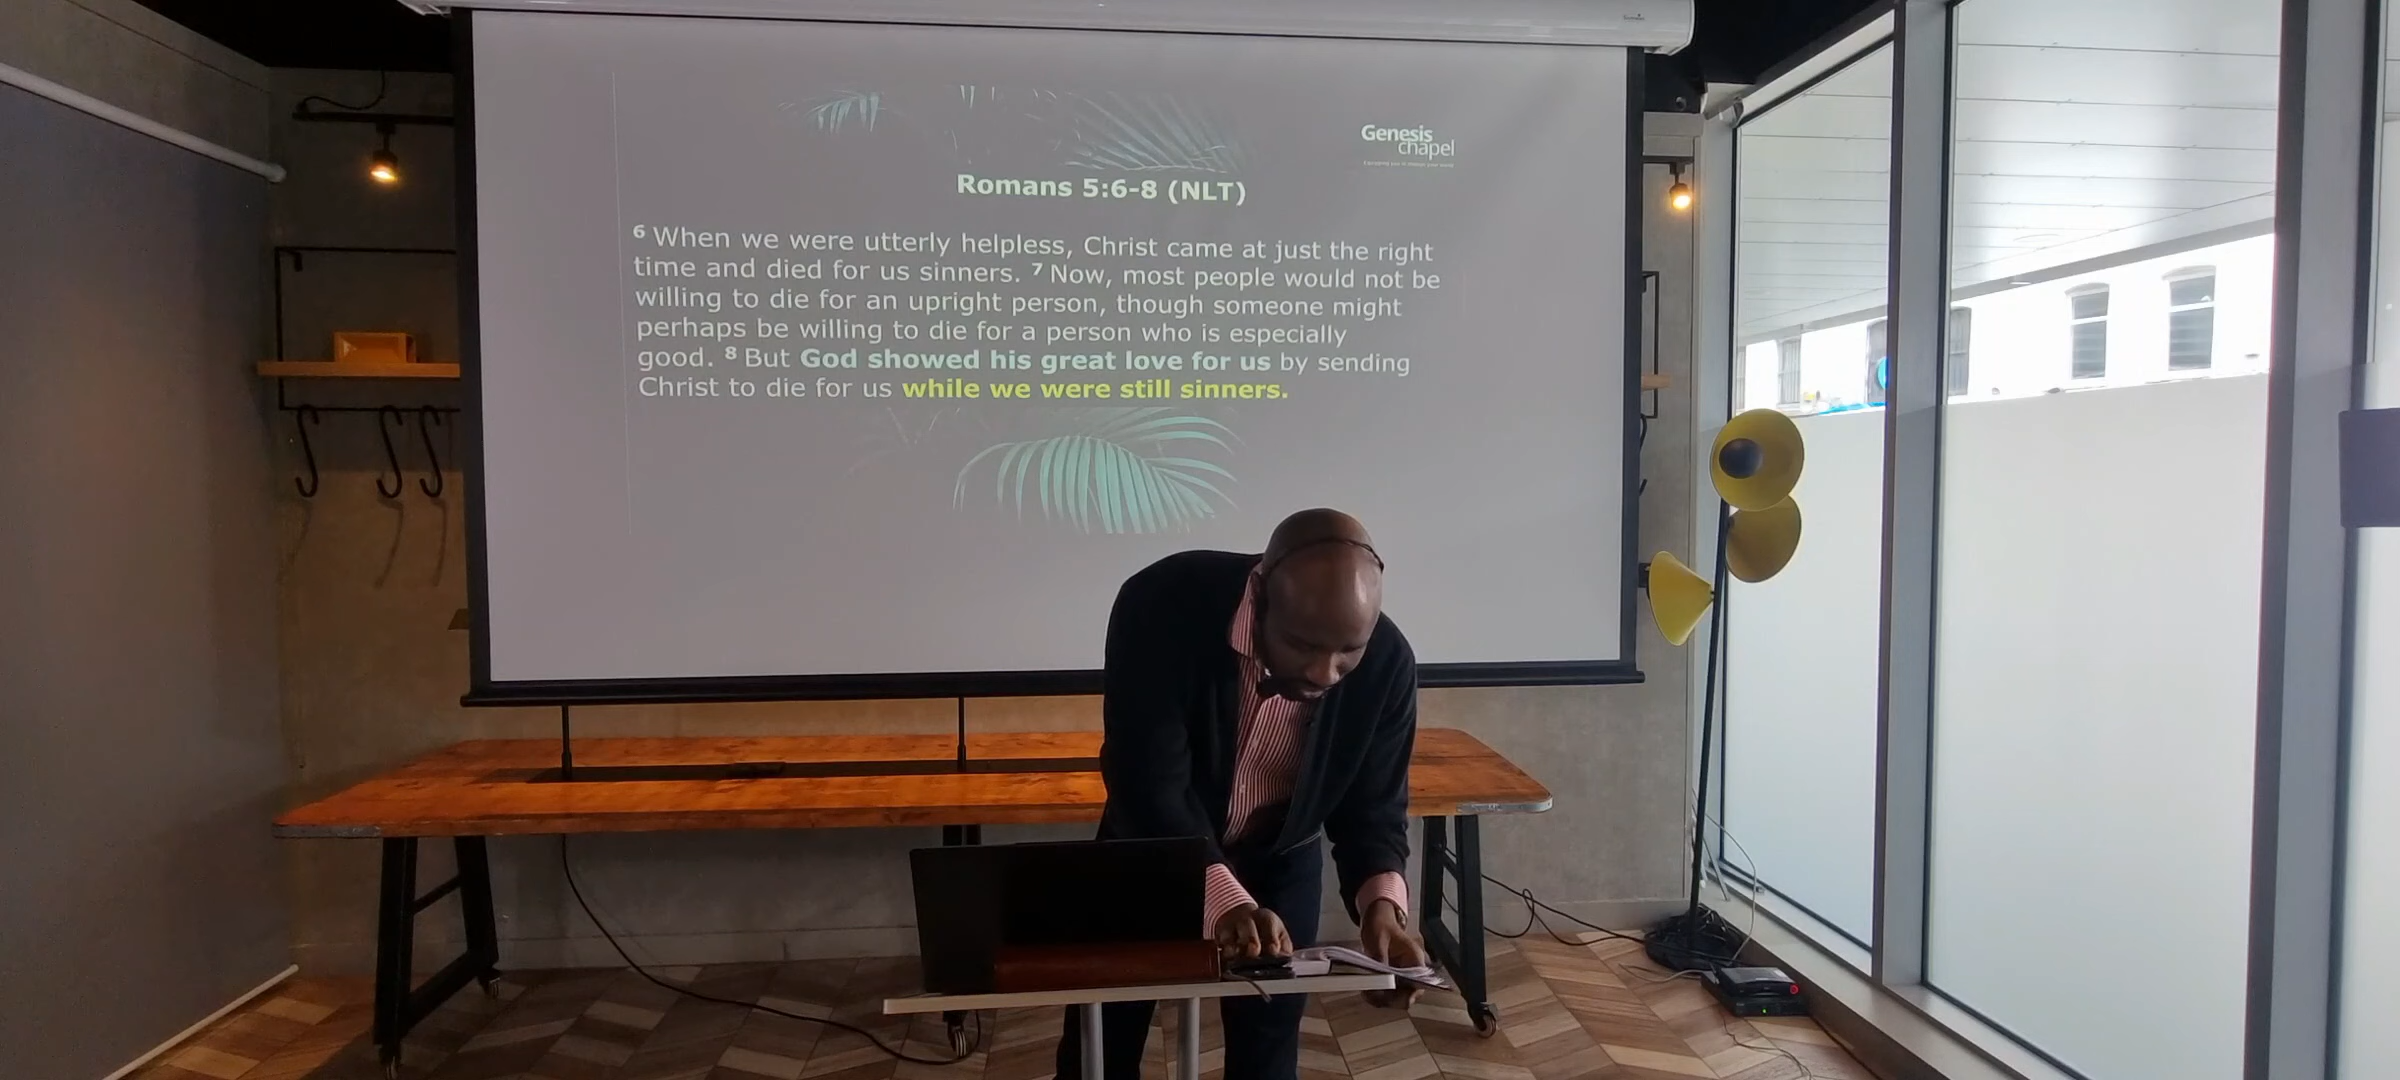 Genesis
chapel
Romans 5:6-8 (NLT)
6 When we were utterly helpless, Christ came at just the right
time and died for us sinners. 7 Now, most people would not be
willing to die for an upright person, though someone might
perhaps be willing to die for a person who is especially
good. 8 But God showed his great love for us by sending
Christ to die for us while we were still sinners.